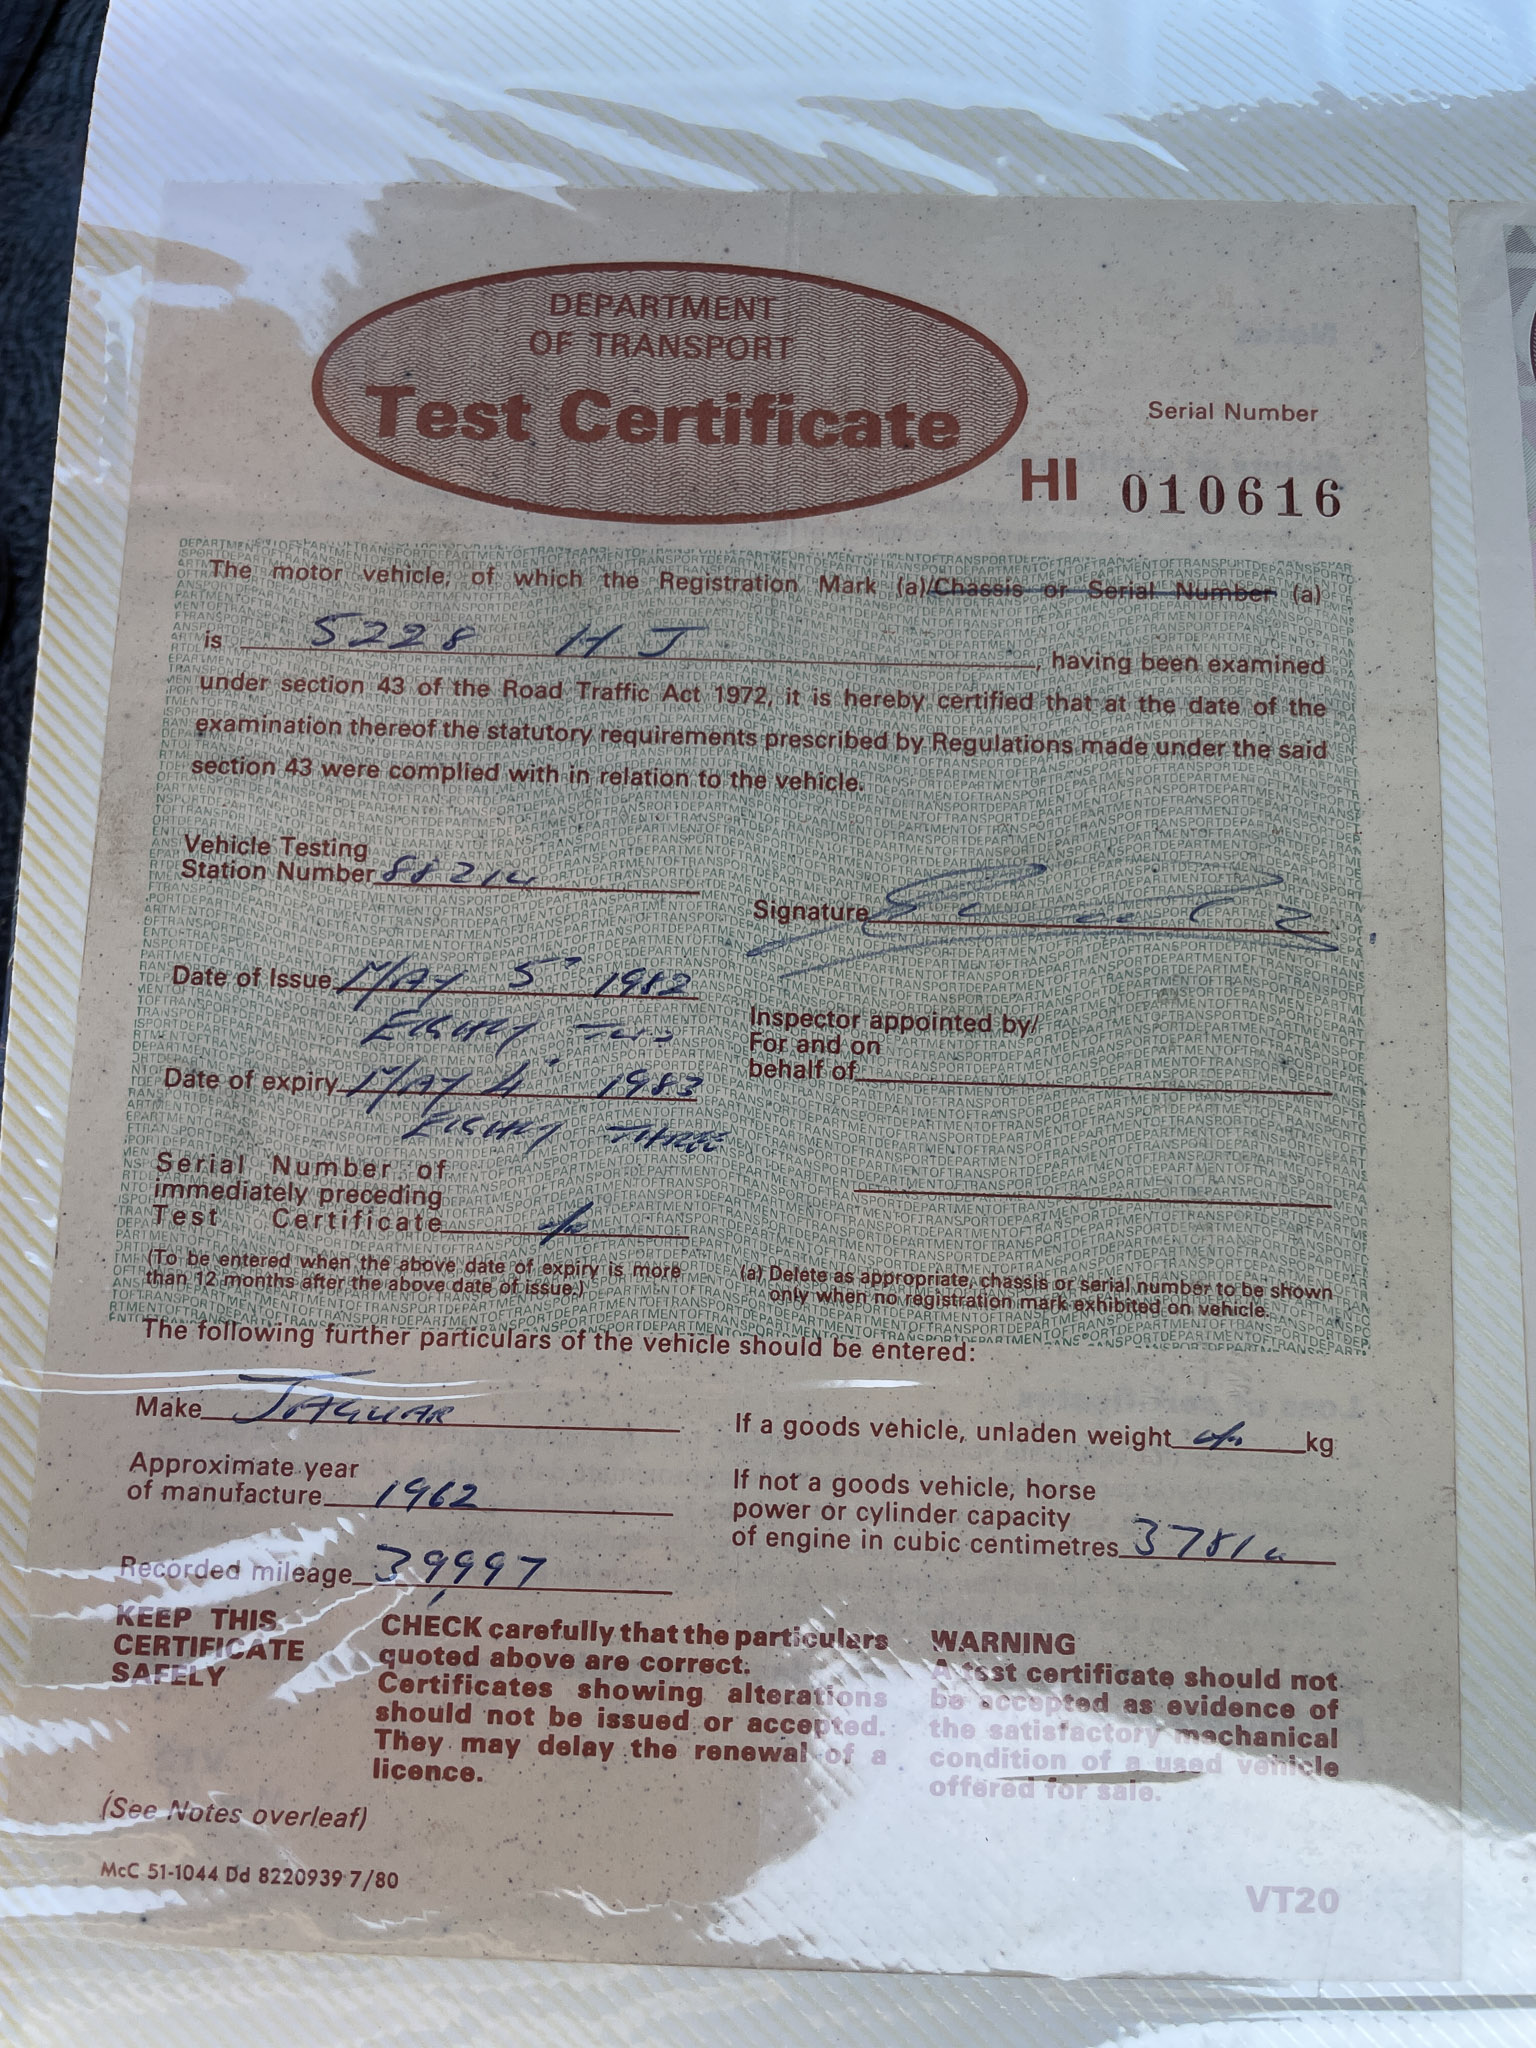 DEPARTMENT
OF TRANSPORT
Test Certificate
Serial Number
HI 010616
The motor vehicle, of which the Registration Mark (a)/Chassis or Serial Number (a)
is 5228 HJ, having been examined
under section 43 of the Road Traffic Act 1972, it is hereby certified that at the date of the
examination thereof the statutory requirements prescribed by Regulations made under the said
section 43 were complied with in relation to the vehicle.
Vehicle Testing
Station Number 88214
Signature
Date of Issue MAY 5" 1982
EIGHTY TWO
Date of expiry MAY 4" 1983
EIGHTY THREE
Inspector appointed by/
For and on
behalf of
Serial Number of
immediately preceding
Test Certificate
(To be entered when the above date of expiry is more
than 12 months after the above date of issue.)
(a) Delete as appropriate, chassis or serial number to be shown
only when no registration mark exhibited on vehicle.
The following further particulars of the vehicle should be entered:
Make JAGUAR
If a goods vehicle, unladen weight kg
Approximate year
of manufacture 1962
If not a goods vehicle, horse
power or cylinder capacity
of engine in cubic centimetres 3781
Recorded mileage 39,997
KEEP THIS
CERTIFICATE
SAFELY
CHECK carefully that the particulars
quoted above are correct.
Certificates showing alterations
should not be issued or accepted.
They may delay the renewal of a
licence.
WARNING
A test certificate should not
be accepted as evidence of
the satisfactory mechanical
condition of a used vehicle
offered for sale.
(See Notes overleaf)
McC 51-1044 Dd 8220939 7/80
VT20